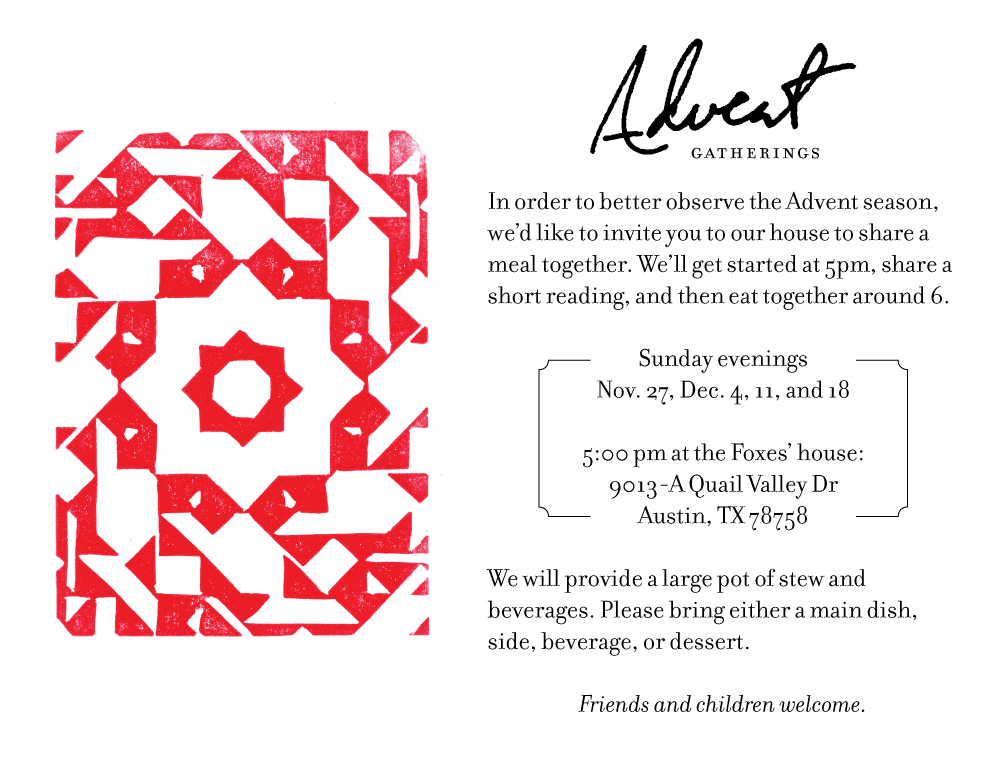 Advent
GATHERINGS
In order to better observe the Advent season,
we’d like to invite you to our house to share a
meal together. We’ll get started at 5pm, share a
short reading, and then eat together around 6.
Sunday evenings
Nov. 27, Dec. 4, 11, and 18
5:00 pm at the Foxes’ house:
9013-A Quail Valley Dr
Austin, TX 78758
We will provide a large pot of stew and
beverages. Please bring either a main dish,
side, beverage, or dessert.
Friends and children welcome.